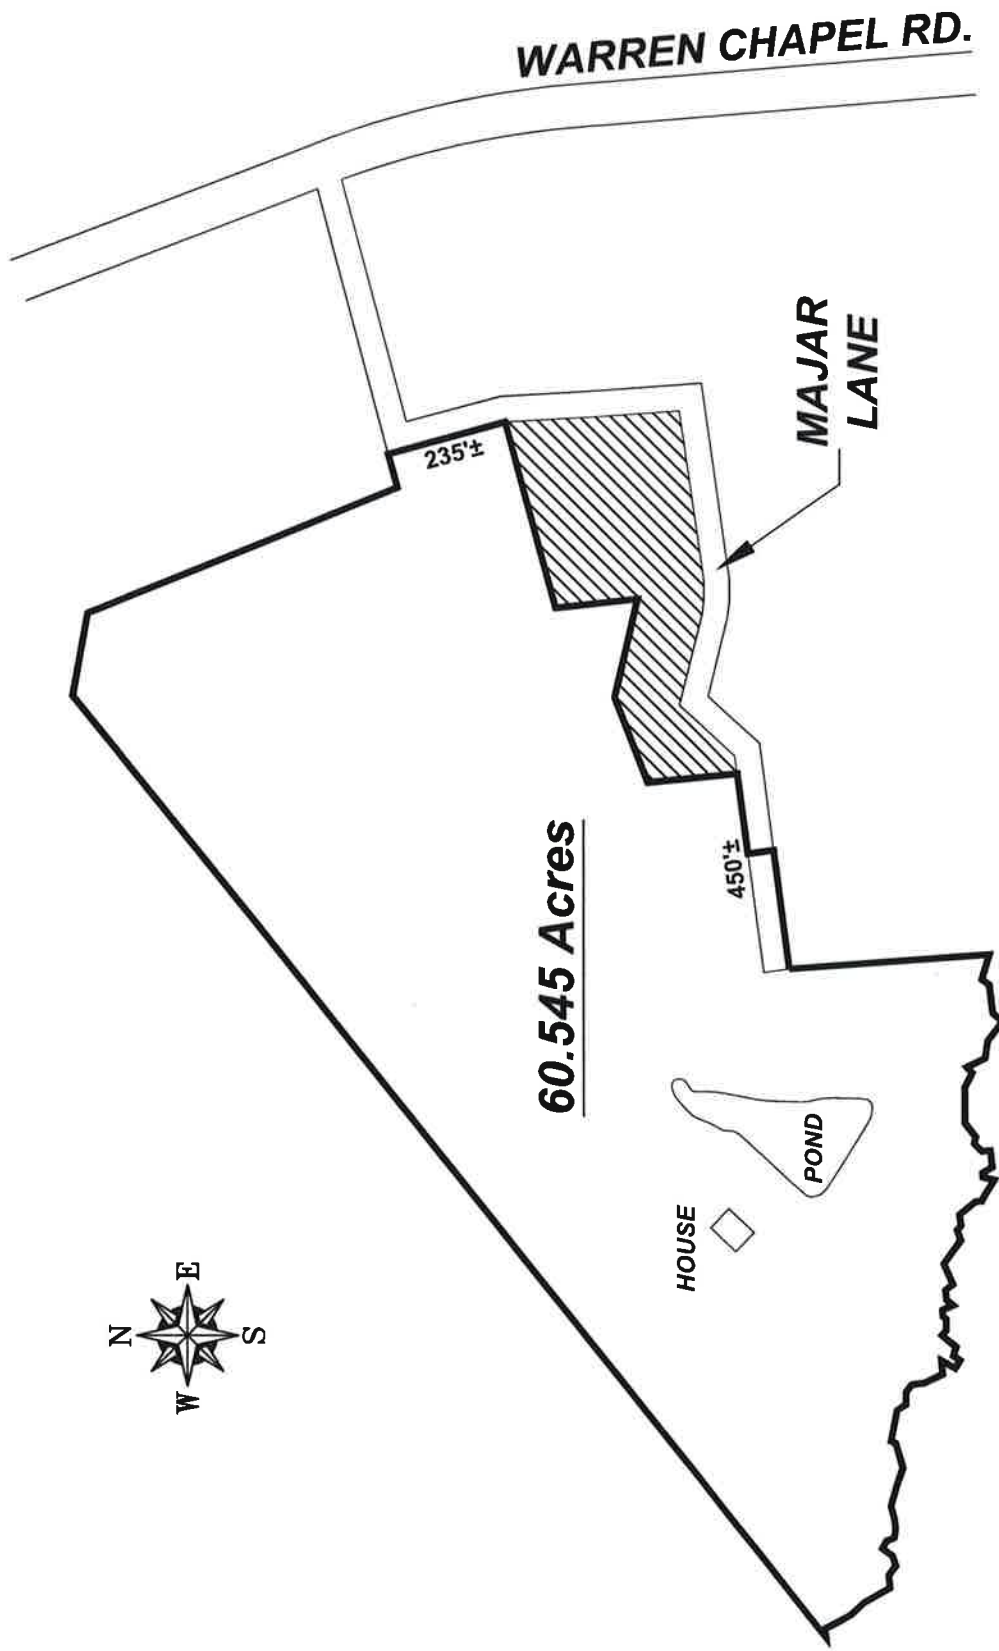 WARREN CHAPEL RD.
MAJAR
LANE
235'±
450'±
60.545 Acres
POND
HOUSE
N
E
S
W